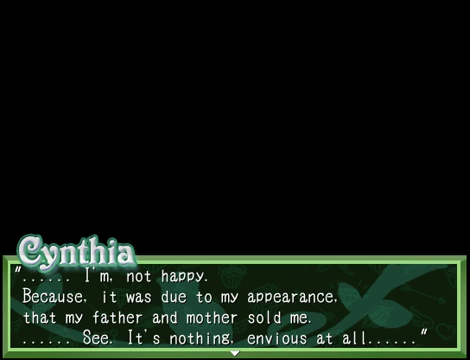 Cynthia
"...... I'm, not happy.
Because, it was due to my appearance,
that my father and mother sold me.
...... See. It's nothing, envious at all......"